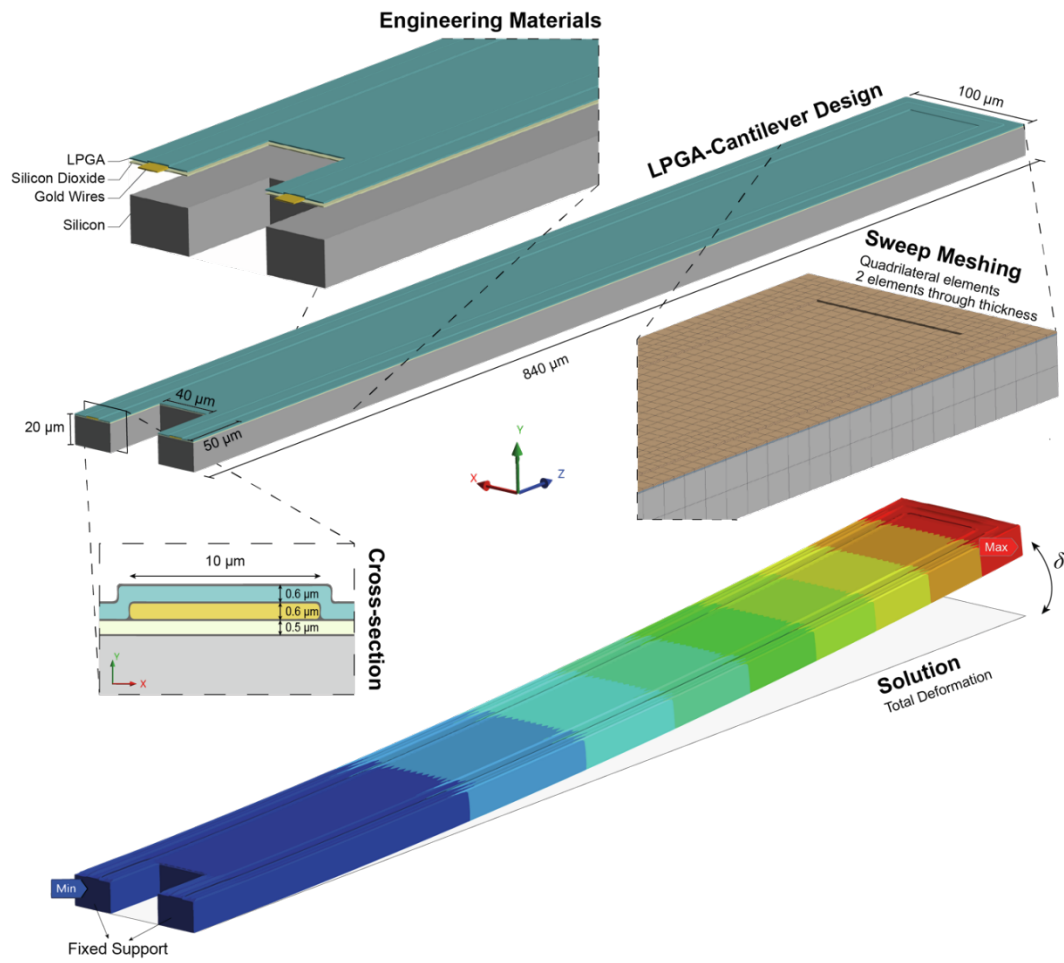 Engineering Materials
LPGA
Silicon Dioxide
Gold Wires
Silicon
LPGA-Cantilever Design
100 µm
Sweep Meshing
Quadrilateral elements
2 elements through thickness
840 µm
40 µm
20 µm
50 µm
Y
X
Z
10 µm
0.6 µm
0.6 µm
0.5 µm
Y
X
Cross-section
Max
δ
Solution
Total Deformation
Min
Fixed Support